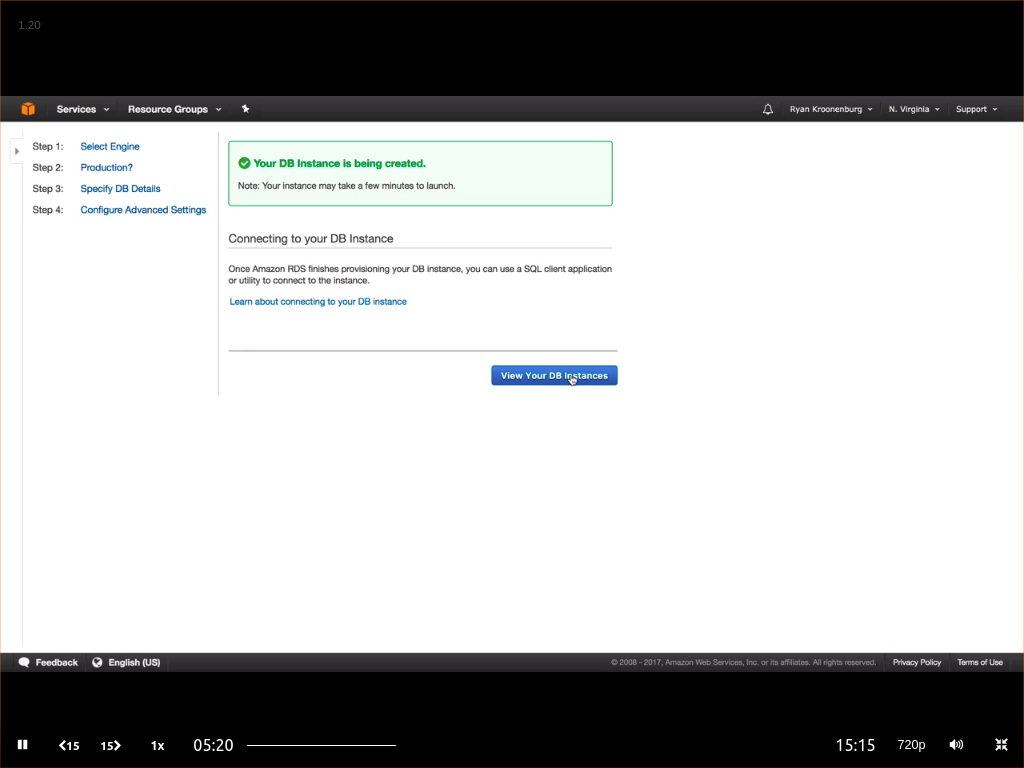 1.20
Services Resource Groups Ryan Kroonenburg N. Virginia Support
Step 1: Select Engine
Step 2: Production?
Step 3: Specify DB Details
Step 4: Configure Advanced Settings
Your DB Instance is being created.
Note: Your instance may take a few minutes to launch.
Connecting to your DB Instance
Once Amazon RDS finishes provisioning your DB instance, you can use a SQL client application
or utility to connect to the instance.
Learn about connecting to your DB instance
View Your DB Instances
Feedback English (US) © 2008 - 2017, Amazon Web Services, Inc. or its affiliates. All rights reserved. Privacy Policy Terms of Use
15 15 1x 05:20 15:15 720p